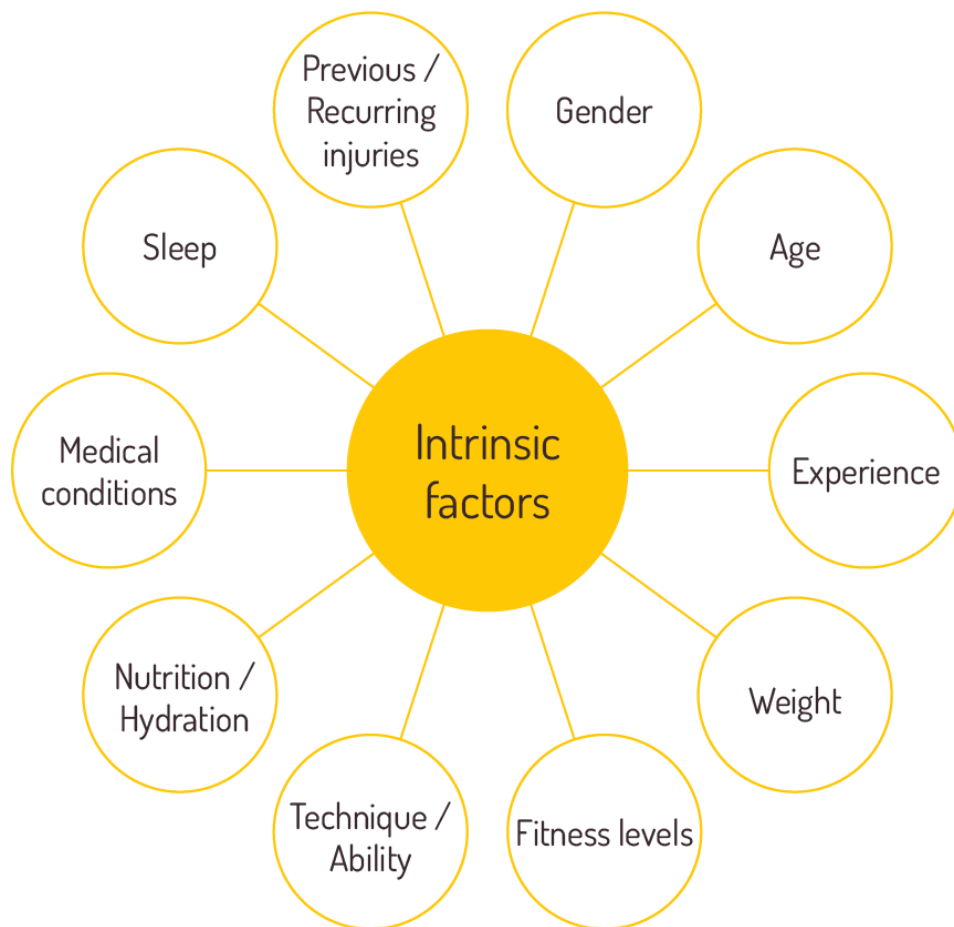 Previous /
Recurring
injuries
Gender
Sleep
Age
Intrinsic
factors
Medical
conditions
Experience
Nutrition /
Hydration
Weight
Technique /
Ability
Fitness levels